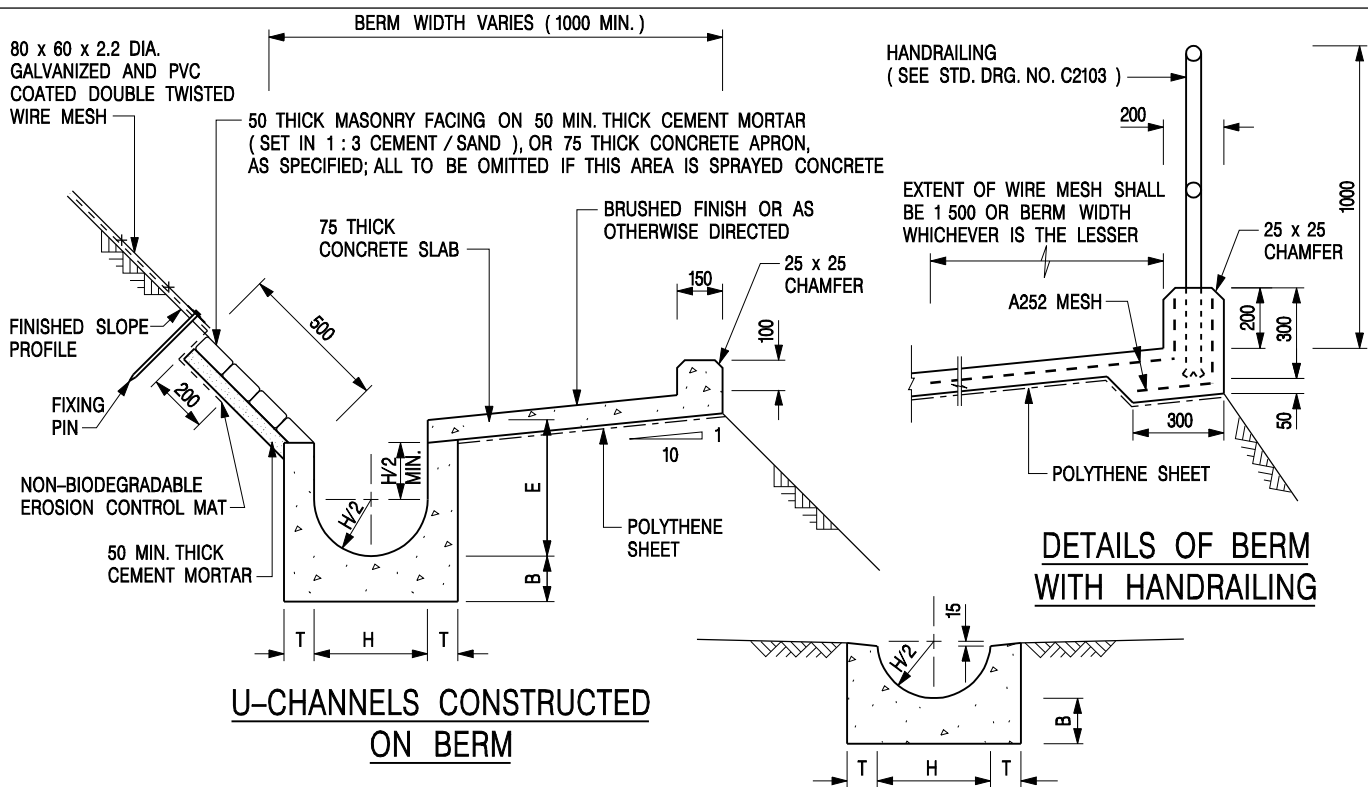 BERM WIDTH VARIES ( 1000 MIN. )
80 x 60 x 2.2 DIA.
GALVANIZED AND PVC
COATED DOUBLE TWISTED
WIRE MESH
50 THICK MASONRY FACING ON 50 MIN. THICK CEMENT MORTAR
( SET IN 1 : 3 CEMENT / SAND ), OR 75 THICK CONCRETE APRON,
AS SPECIFIED; ALL TO BE OMITTED IF THIS AREA IS SPRAYED CONCRETE
75 THICK
CONCRETE SLAB
BRUSHED FINISH OR AS
OTHERWISE DIRECTED
25 x 25
CHAMFER
150
100
500
FINISHED SLOPE
PROFILE
200
FIXING
PIN
NON-BIODEGRADABLE
EROSION CONTROL MAT
50 MIN. THICK
CEMENT MORTAR
H/2
MIN.
H/2
E
B
1
10
POLYTHENE
SHEET
T
H
T
U-CHANNELS CONSTRUCTED
ON BERM
HANDRAILING
( SEE STD. DRG. NO. C2103 )
200
1000
EXTENT OF WIRE MESH SHALL
BE 1 500 OR BERM WIDTH
WHICHEVER IS THE LESSER
25 x 25
CHAMFER
A252 MESH
200
300
50
300
POLYTHENE SHEET
DETAILS OF BERM
WITH HANDRAILING
15
H/2
B
T
H
T